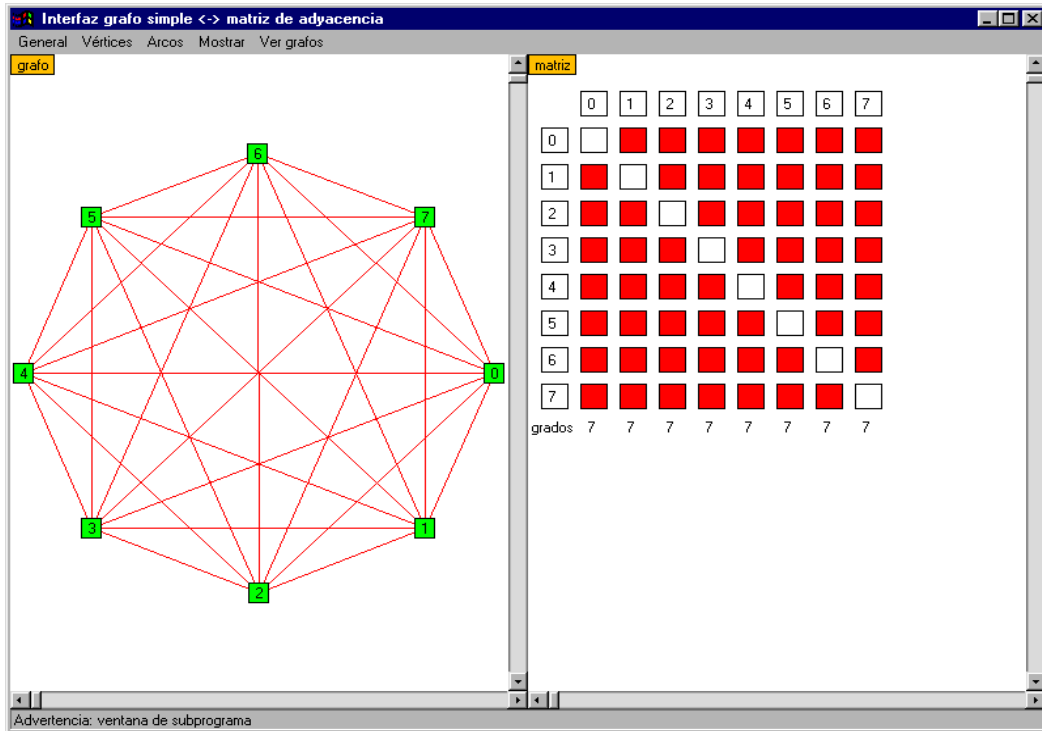 Interfaz grafo simple <-> matriz de adyacencia
General Vértices Arcos Mostrar Ver grafos
grafo
6
5 7
4 0
3 1
2
matriz
0 1 2 3 4 5 6 7
0
1
2
3
4
5
6
7
grados 7 7 7 7 7 7 7 7
Advertencia: ventana de subprograma